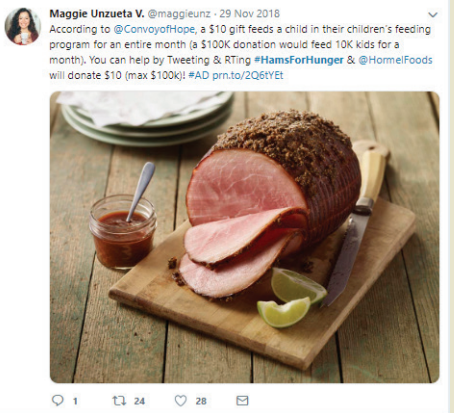 Maggie Unzueta V. @maggieunz · 29 Nov 2018
According to @ConvoyofHope, a $10 gift feeds a child in their children's feeding
program for an entire month (a $100K donation would feed 10K kids for a
month). You can help by Tweeting & RTing #HamsForHunger & @HormelFoods
will donate $10 (max $100k)! #AD prn.to/2Q6tYEt
1 24 28